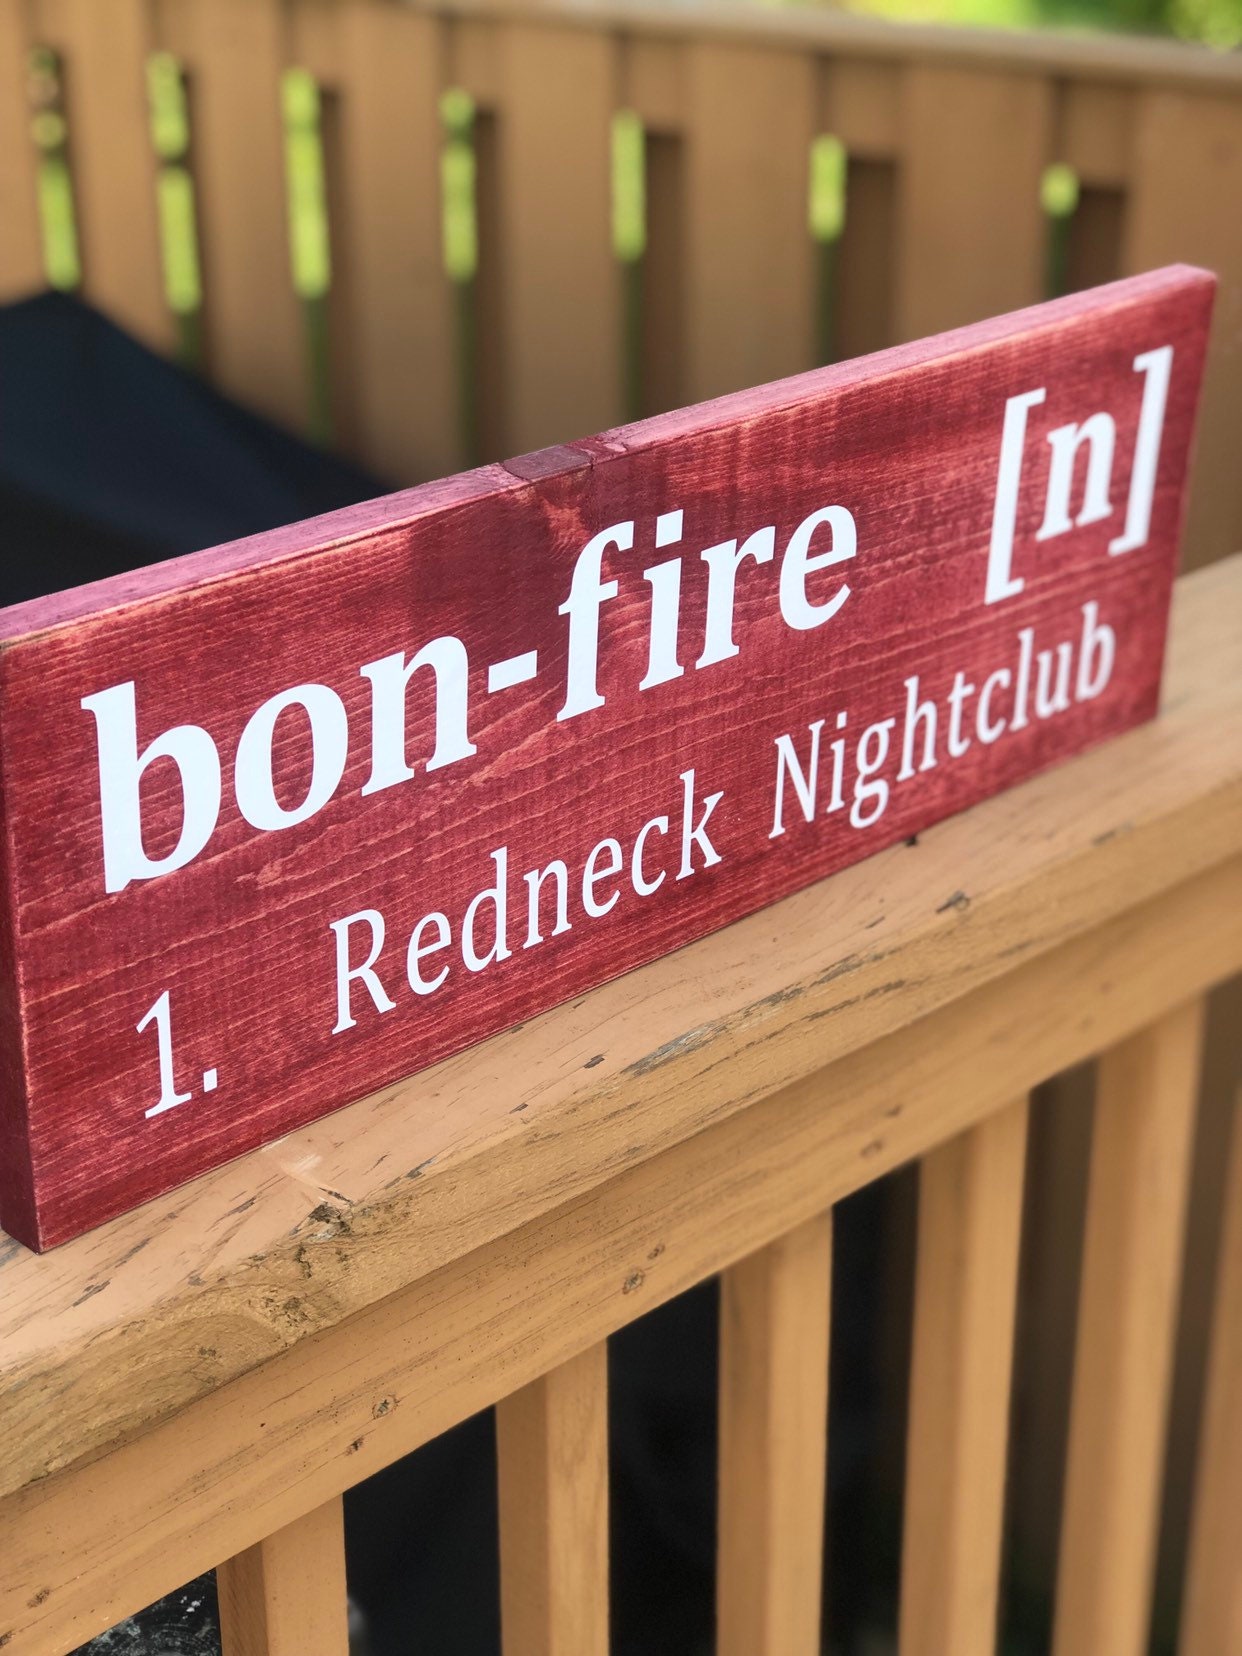 bon-fire [n]
1. Redneck Nightclub